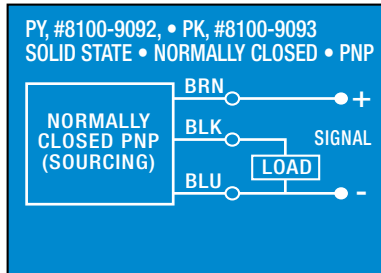 PY, #8100-9092, • PK, #8100-9093
SOLID STATE • NORMALLY CLOSED • PNP
BRN
+
NORMALLY
CLOSED PNP
(SOURCING)
BLK
SIGNAL
LOAD
BLU
-